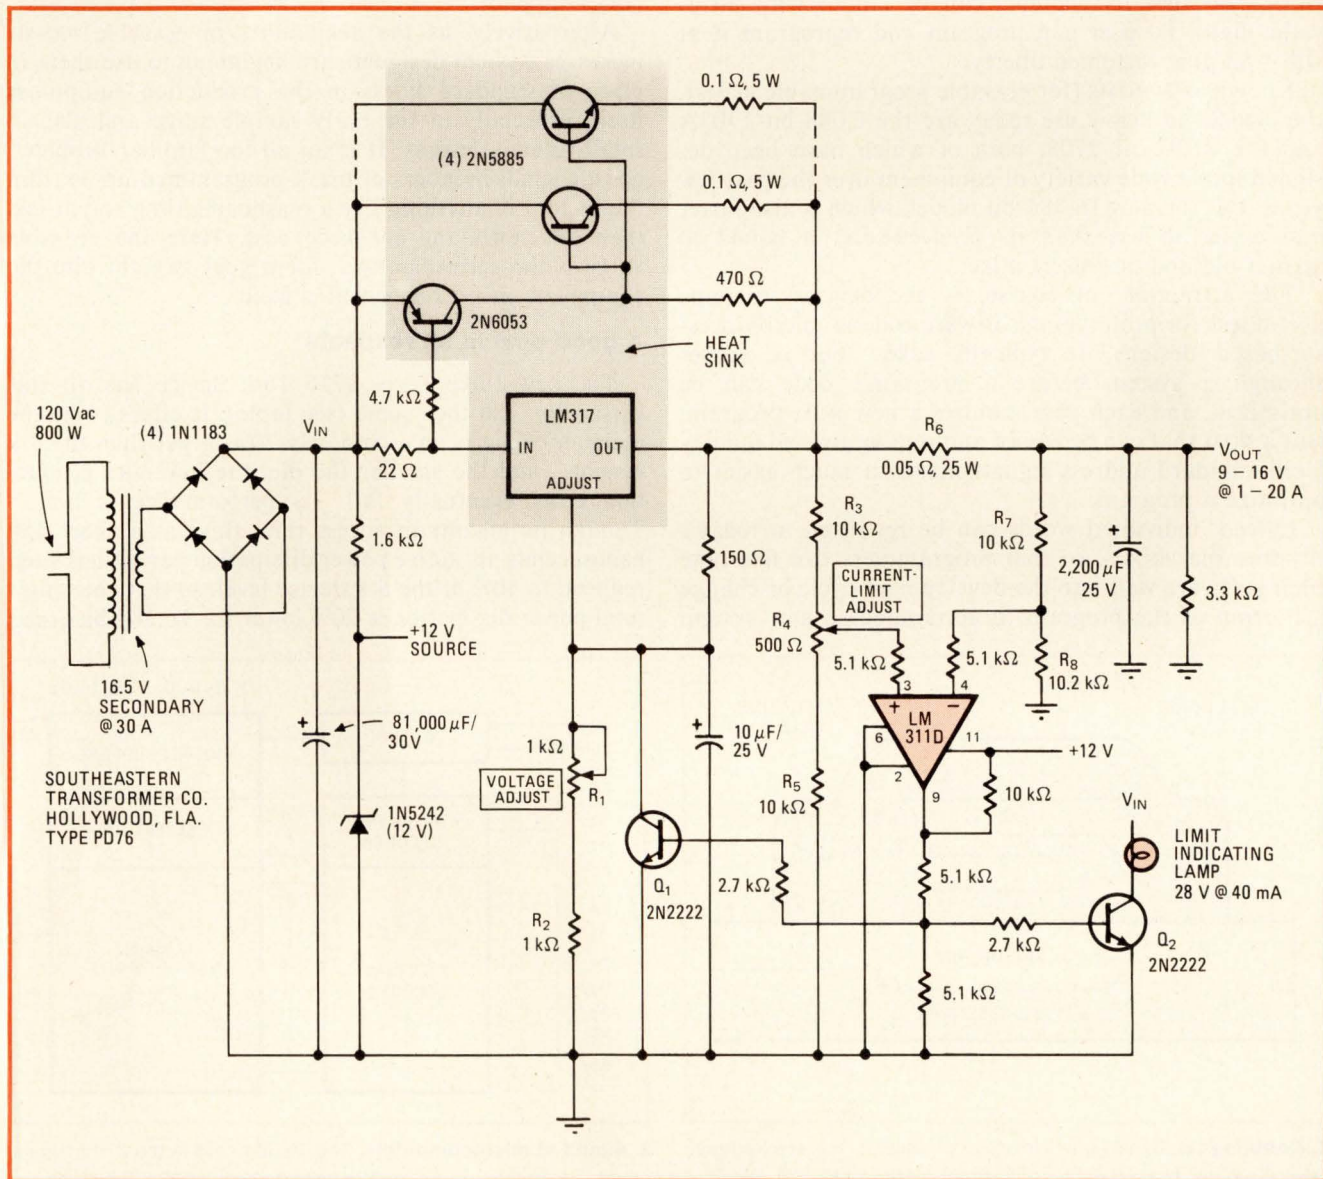 0.1 Ω, 5 W
(4) 2N5885
0.1 Ω, 5 W
470 Ω
2N6053
HEAT
SINK
4.7 kΩ
120 Vac
800 W
(4) 1N1183
VIN
22 Ω
LM317
IN
OUT
ADJUST
R6
0.05 Ω, 25 W
VOUT
9 – 16 V
@ 1 – 20 A
1.6 kΩ
+12 V
SOURCE
150 Ω
R3
10 kΩ
R7
10 kΩ
2,200 μF
25 V
3.3 kΩ
CURRENT-
LIMIT
ADJUST
R4
500 Ω
5.1 kΩ
5.1 kΩ
R8
10.2 kΩ
16.5 V
SECONDARY
@ 30 A
81,000 μF/
30V
1 kΩ
VOLTAGE
ADJUST
R1
10 μF/
25 V
3
4
+
−
LM
311D
6
2
11
9
+12 V
10 kΩ
R5
10 kΩ
SOUTHEASTERN
TRANSFORMER CO.
HOLLYWOOD, FLA.
TYPE PD76
1N5242
(12 V)
VIN
LIMIT
INDICATING
LAMP
28 V @ 40 mA
Q1
2N2222
2.7 kΩ
5.1 kΩ
2.7 kΩ
Q2
2N2222
R2
1 kΩ
5.1 kΩ